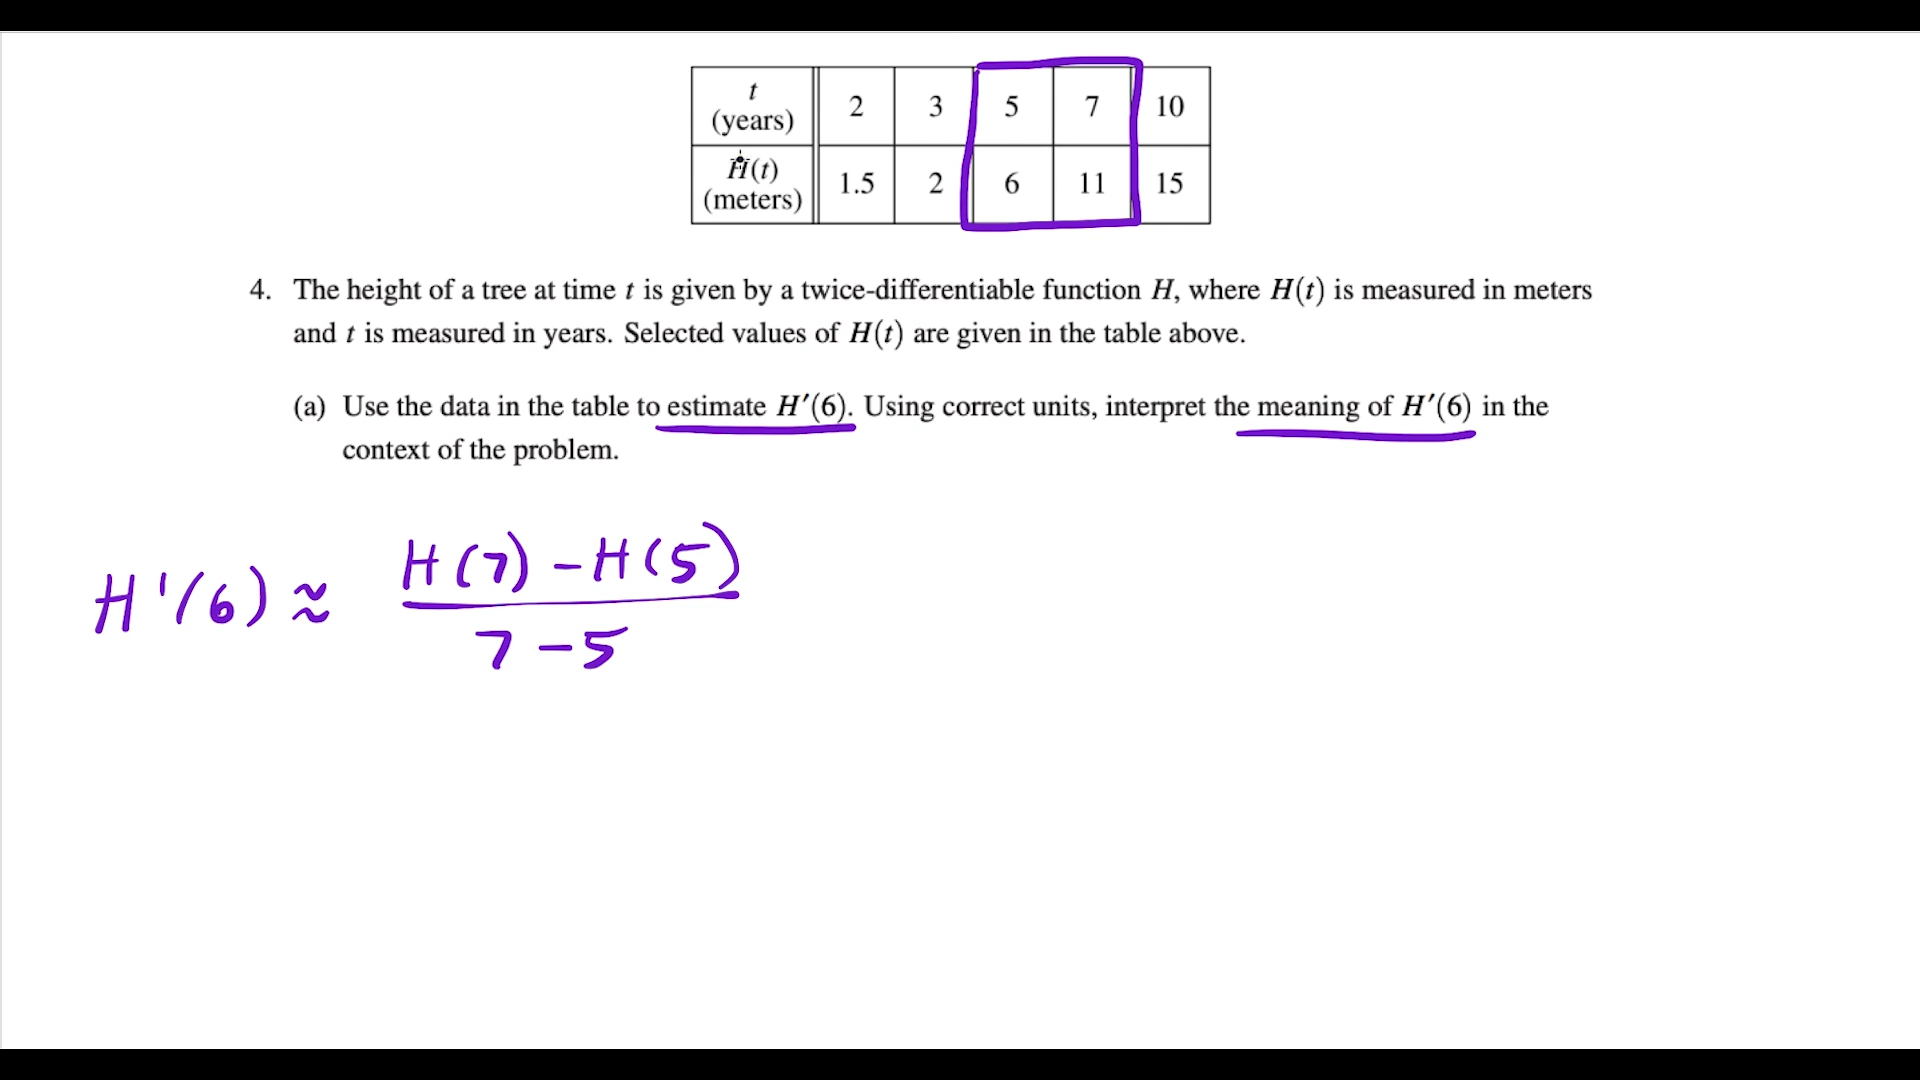 t (years) 2 3 5 7 10
H(t) (meters) 1.5 2 6 11 15
4. The height of a tree at time t is given by a twice-differentiable function H, where H(t) is measured in meters
and t is measured in years. Selected values of H(t) are given in the table above.
(a) Use the data in the table to estimate H′(6). Using correct units, interpret the meaning of H′(6) in the
context of the problem.
H'(6) ≈ H(7) - H(5)
7 - 5